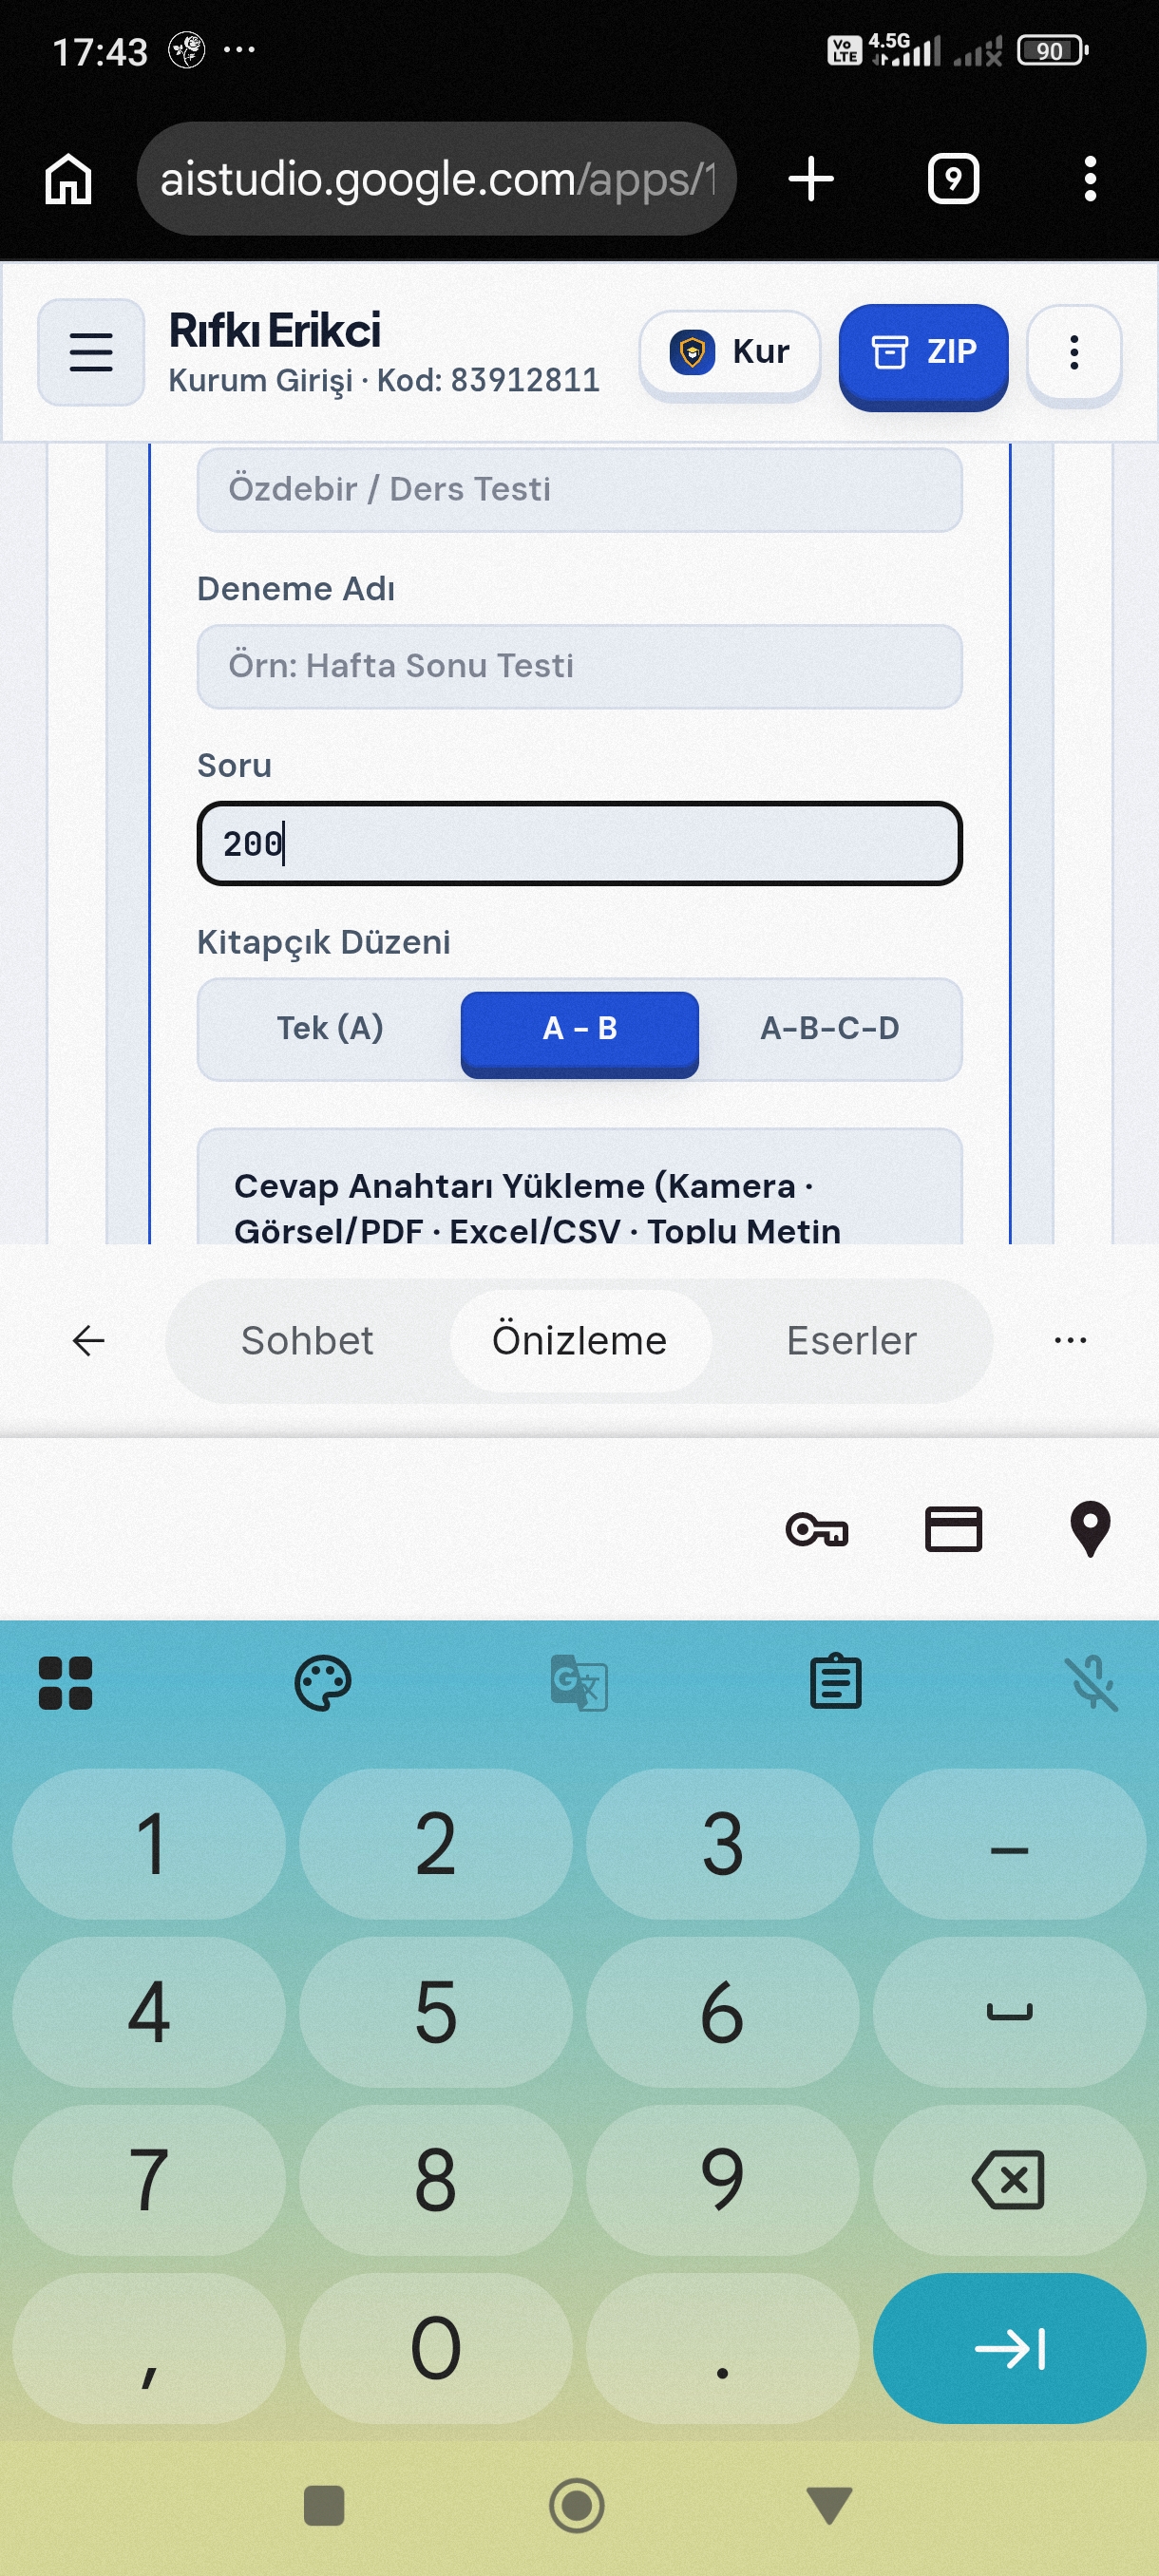 17:43
Vo LTE 4.5G 90
aistudio.google.com/apps/1
9
Rıfkı Erikci
Kurum Girişi · Kod: 83912811
Kur
ZIP
Özdebir / Ders Testi
Deneme Adı
Örn: Hafta Sonu Testi
Soru
200
Kitapçık Düzeni
Tek (A) A - B A-B-C-D
Cevap Anahtarı Yükleme (Kamera ·
Görsel/PDF · Excel/CSV · Toplu Metin
Sohbet Önizleme Eserler
1 2 3 –
4 5 6
7 8 9
, 0 .